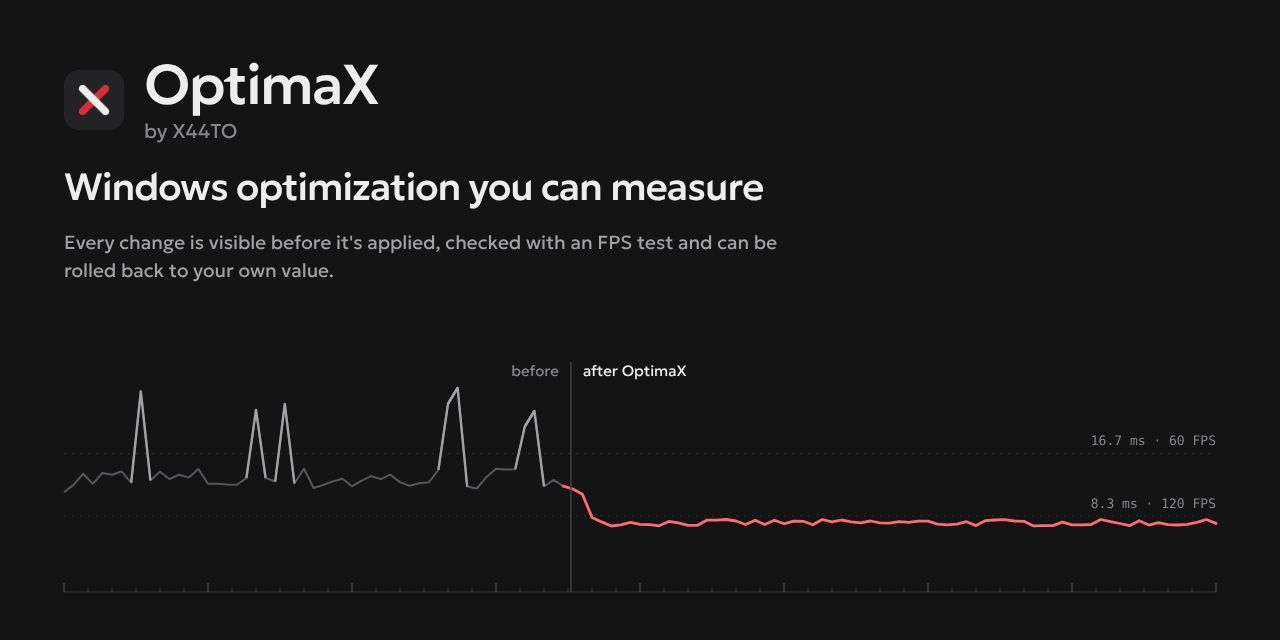 OptimaX
by X44TO
Windows optimization you can measure
Every change is visible before it's applied, checked with an FPS test and can be
rolled back to your own value.
before
after OptimaX
16.7 ms · 60 FPS
8.3 ms · 120 FPS